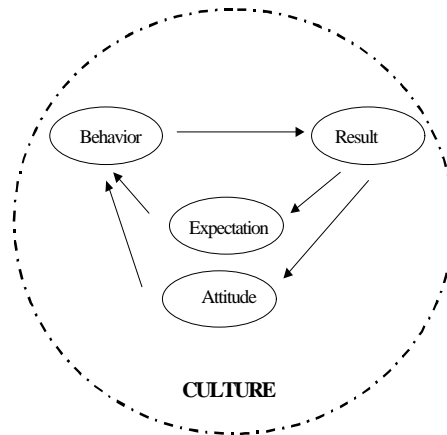 Behavior
Result
Expectation
Attitude
CULTURE